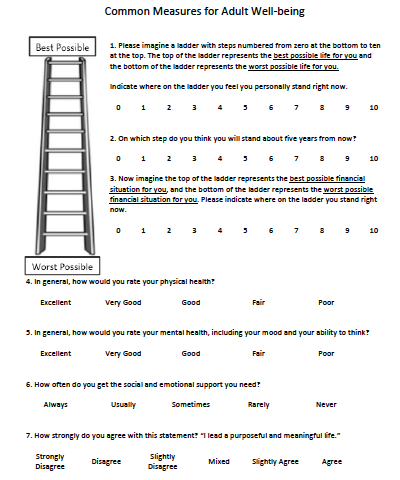 Common Measures for Adult Well-being
Best Possible
1. Please imagine a ladder with steps numbered from zero at the bottom to ten
at the top. The top of the ladder represents the best possible life for you and
the bottom of the ladder represents the worst possible life for you.
Indicate where on the ladder you feel you personally stand right now.
0 1 2 3 4 5 6 7 8 9 10
2. On which step do you think you will stand about five years from now?
0 1 2 3 4 5 6 7 8 9 10
3. Now imagine the top of the ladder represents the best possible financial
situation for you, and the bottom of the ladder represents the worst possible
financial situation for you. Please indicate where on the ladder you stand right
now.
0 1 2 3 4 5 6 7 8 9 10
Worst Possible
4. In general, how would you rate your physical health?
Excellent Very Good Good Fair Poor
5. In general, how would you rate your mental health, including your mood and your ability to think?
Excellent Very Good Good Fair Poor
6. How often do you get the social and emotional support you need?
Always Usually Sometimes Rarely Never
7. How strongly do you agree with this statement? "I lead a purposeful and meaningful life."
Strongly Disagree Disagree Slightly Disagree Mixed Slightly Agree Agree